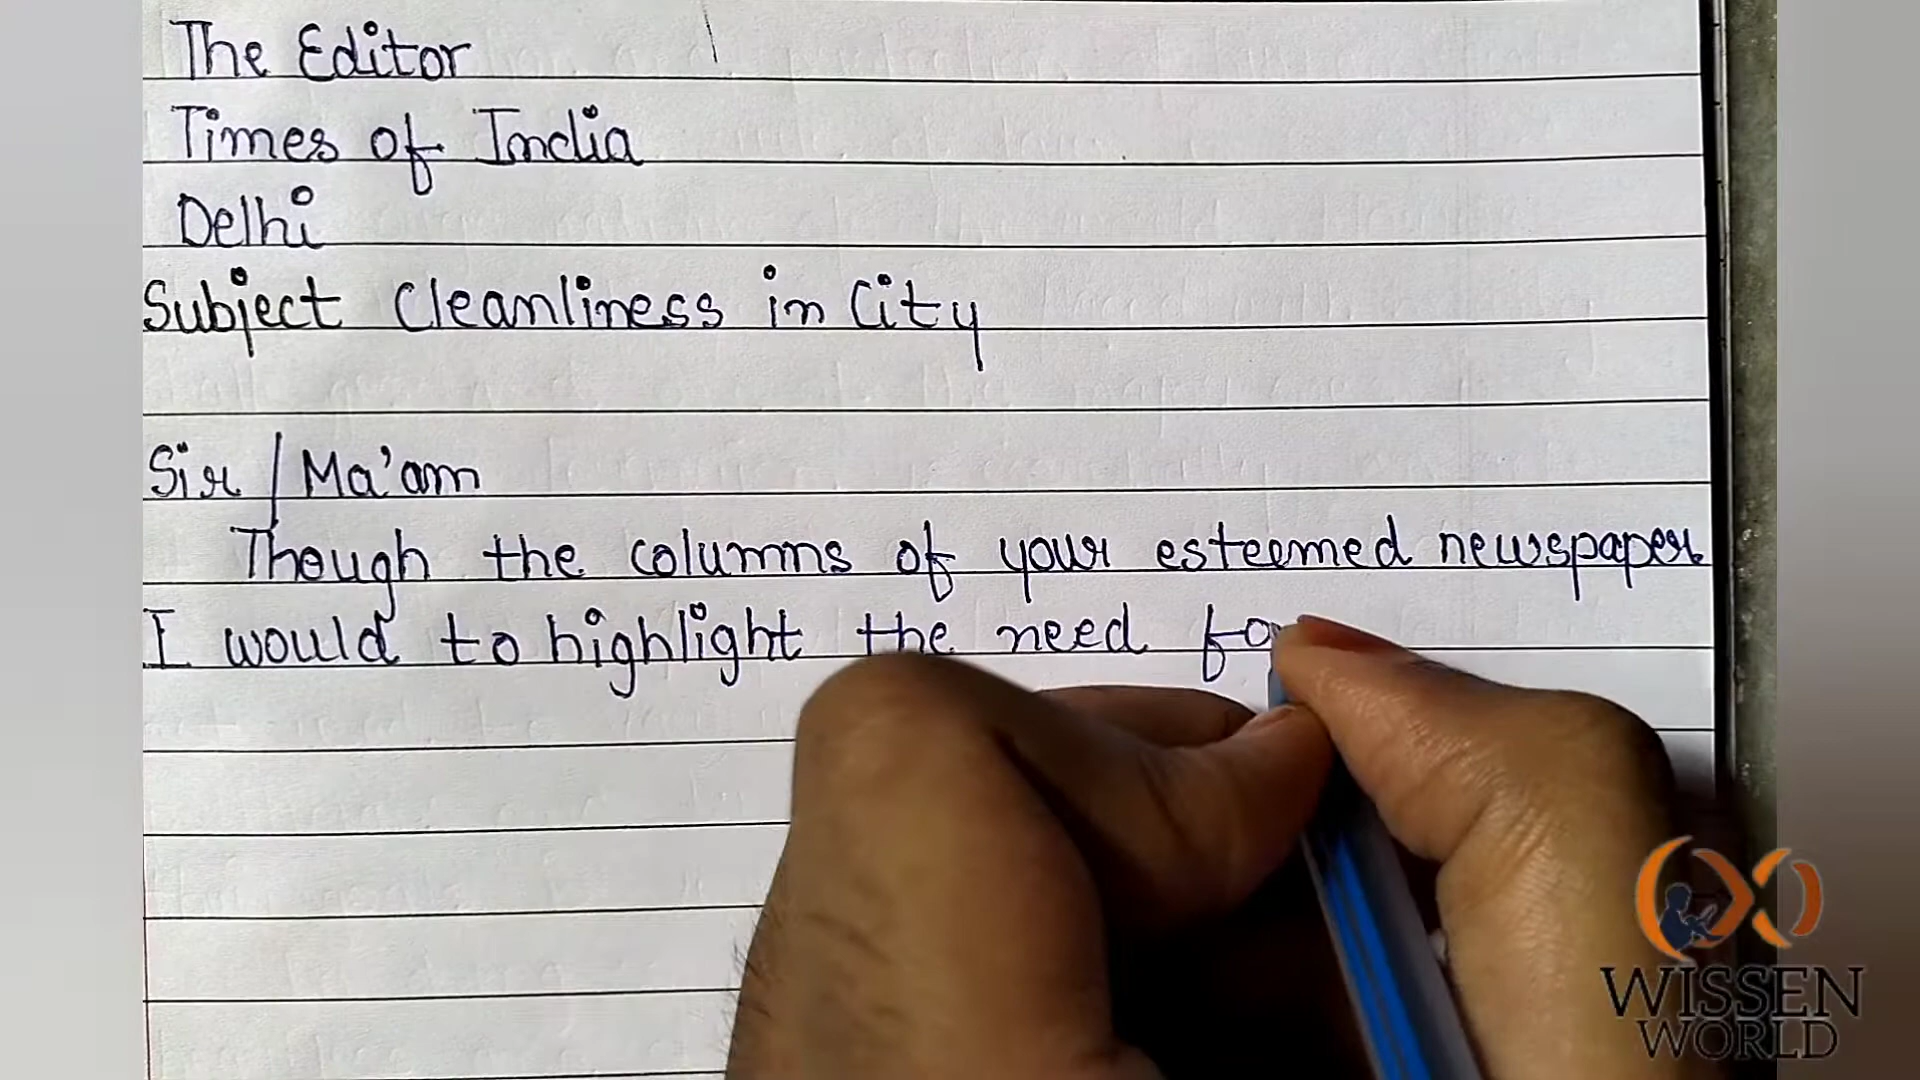 The Editor
Times of India
Delhi
Subject Cleanliness in City
Sir / Ma'am
Though the columns of your esteemed newspaper
I would to highlight the need fo
WISSEN
WORLD